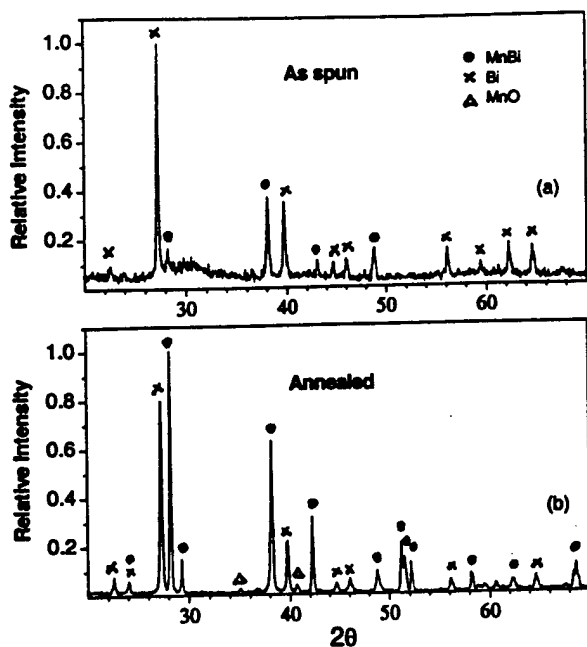 As spun
MnBi
Bi
MnO
(a)
Relative Intensity
1.0
0.8
0.6
0.4
0.2
30
40
50
60
Annealed
(b)
Relative Intensity
1.0
0.8
0.6
0.4
0.2
30
40
50
60
2θ